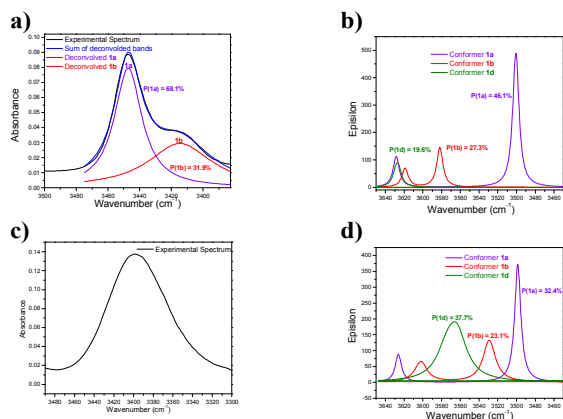 a)
Experimental Spectrum
Sum of deconvolded bands
Deconvolved 1a
Deconvolved 1b
1a
P(1a) = 68.1%
1b
P(1b) = 31.9%
0.10
0.09
0.08
0.07
0.06
0.05
0.04
0.03
0.02
0.01
0.00
Absorbance
3500 3480 3460 3440 3420 3400
Wavenumber (cm-1)
b)
Conformer 1a
Conformer 1b
Conformer 1d
P(1a) = 46.1%
P(1b) = 27.3%
P(1d) = 19.6%
500
400
300
200
100
0
Episilon
3640 3620 3600 3580 3560 3540 3520 3500 3480 3460
Wavenumber (cm-1)
c)
Experimental Spectrum
0.14
0.12
0.10
0.08
0.06
0.04
0.02
0.00
Absorbance
3480 3460 3440 3420 3400 3380 3360 3340 3320 3300
Wavenumber (cm-1)
d)
Conformer 1a
Conformer 1b
Conformer 1d
P(1a) = 32.4%
P(1d) = 37.7%
P(1b) = 23.1%
400
350
300
250
200
150
100
50
0
-50
Epsilon
3640 3620 3600 3580 3560 3540 3520 3500 3480 3460
Wavenumber (cm-1)